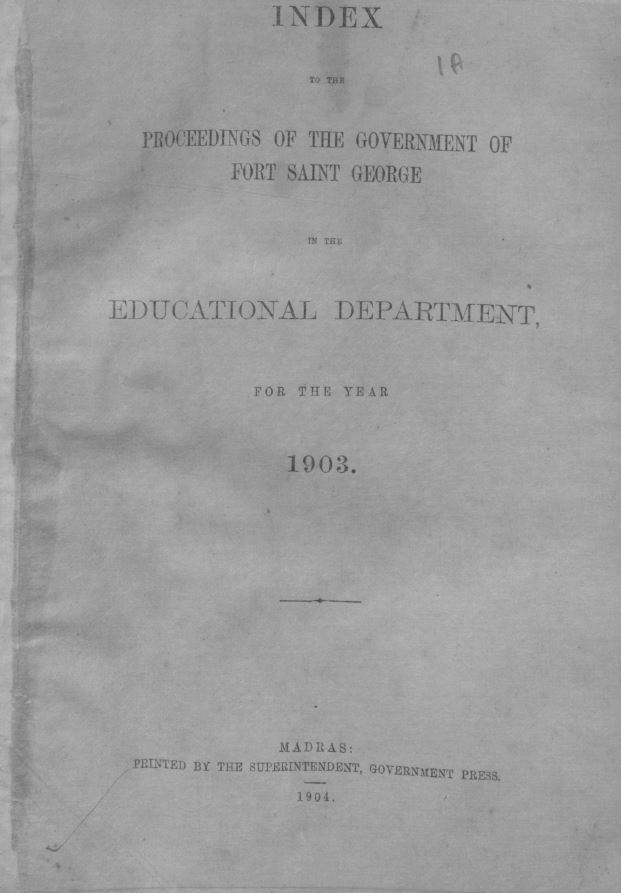 INDEX
1A
TO THE
PROCEEDINGS OF THE GOVERNMENT OF
FORT SAINT GEORGE
IN THE
EDUCATIONAL DEPARTMENT,
FOR THE YEAR
1903.
MADRAS:
PRINTED BY THE SUPERINTENDENT, GOVERNMENT PRESS.
1904.